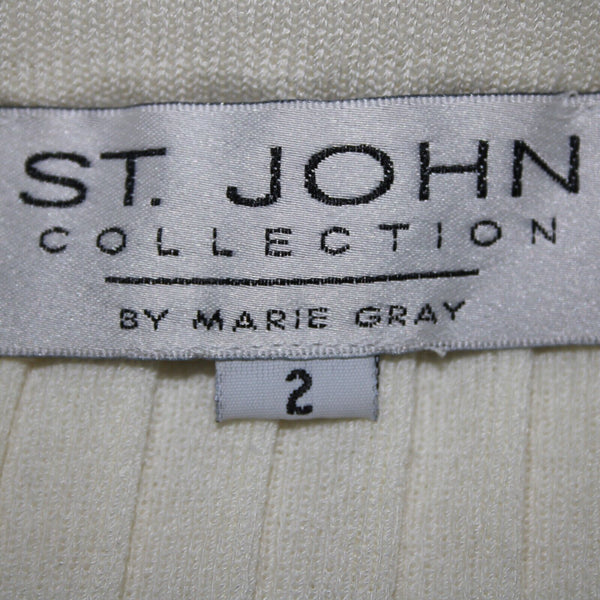 ST. JOHN
COLLECTION
BY MARIE GRAY
2